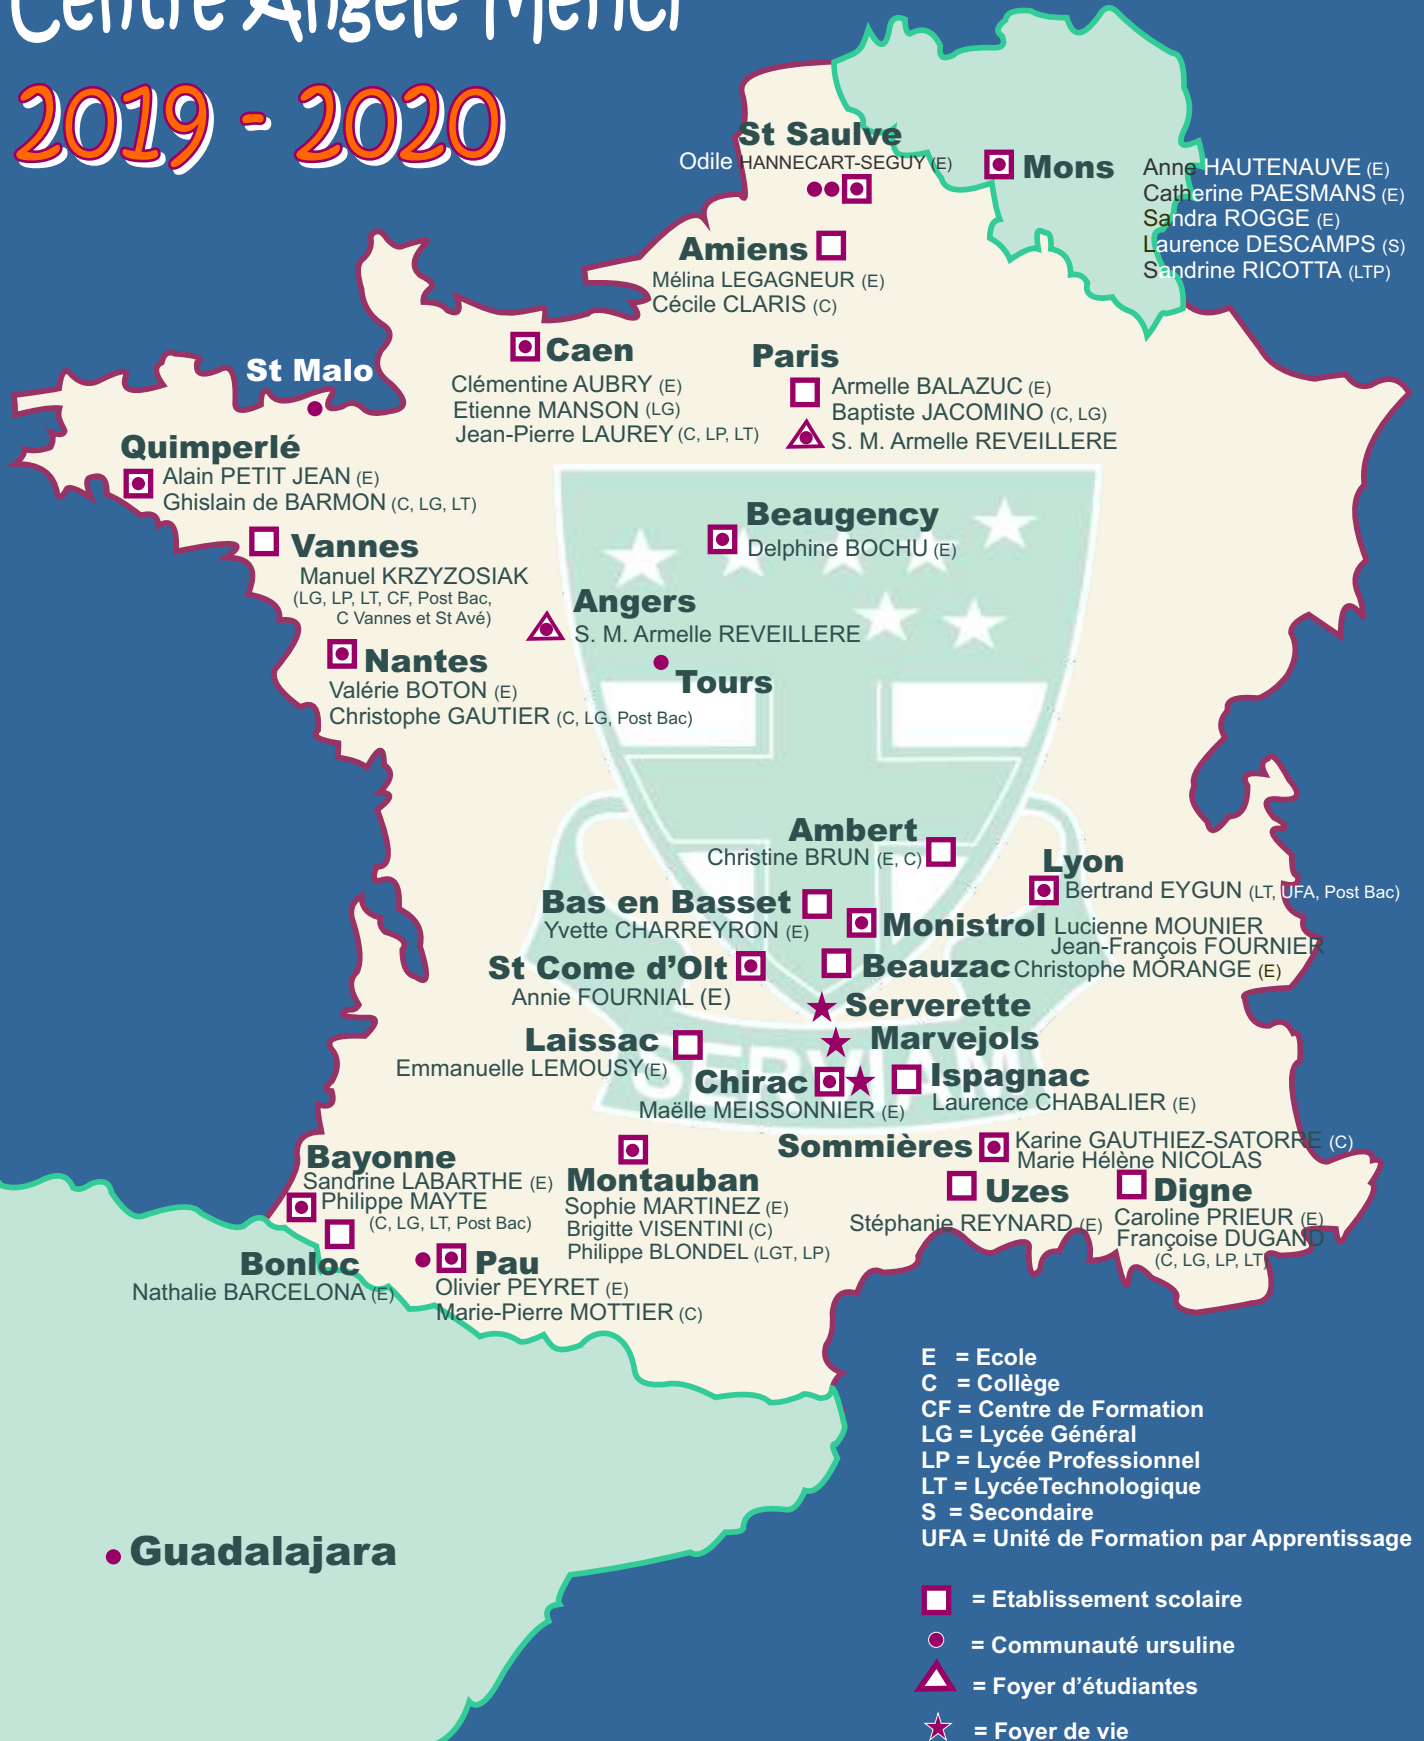 Centre Angèle Merici
2019 - 2020
St Saulve
Odile HANNECART-SEGUY (E)
Mons
Anne HAUTENAUVE (E)
Catherine PAESMANS (E)
Sandra ROGGE (E)
Laurence DESCAMPS (S)
Sandrine RICOTTA (LTP)
Amiens
Mélina LEGAGNEUR (E)
Cécile CLARIS (C)
Caen
Clémentine AUBRY (E)
Etienne MANSON (LG)
Jean-Pierre LAUREY (C, LP, LT)
Paris
Armelle BALAZUC (E)
Baptiste JACOMINO (C, LG)
S. M. Armelle REVEILLERE
St Malo
Quimperlé
Alain PETIT JEAN (E)
Ghislain de BARMON (C, LG, LT)
Vannes
Manuel KRZYZOSIAK
(LG, LP, LT, CF, Post Bac,
C Vannes et St Avé)
Beaugency
Delphine BOCHU (E)
Angers
S. M. Armelle REVEILLERE
Nantes
Valérie BOTON (E)
Christophe GAUTIER (C, LG, Post Bac)
Tours
Ambert
Christine BRUN (E, C)
Lyon
Bertrand EYGUN (LT, UFA, Post Bac)
Bas en Basset
Yvette CHARREYRON (E)
Monistrol Lucienne MOUNIER
Jean-François FOURNIER
St Come d'Olt
Annie FOURNIAL (E)
Beauzac Christophe MORANGE (E)
Serverette
Marvejols
Laissac
Emmanuelle LEMOUSY(E)
SERVIAM
Chirac
Maëlle MEISSONNIER (E)
Ispagnac
Laurence CHABALIER (E)
Sommières Karine GAUTHIEZ-SATORRE (C)
Marie Hélène NICOLAS
Bayonne
Sandrine LABARTHE (E)
Philippe MAYTE
(C, LG, LT, Post Bac)
Montauban
Sophie MARTINEZ (E)
Brigitte VISENTINI (C)
Philippe BLONDEL (LGT, LP)
Uzes
Stéphanie REYNARD (E)
Digne
Caroline PRIEUR (E)
Françoise DUGAND
(C, LG, LP, LT)
Bonloc
Nathalie BARCELONA (E)
Pau
Olivier PEYRET (E)
Marie-Pierre MOTTIER (C)
Guadalajara
E = Ecole
C = Collège
CF = Centre de Formation
LG = Lycée Général
LP = Lycée Professionnel
LT = LycéeTechnologique
S = Secondaire
UFA = Unité de Formation par Apprentissage
= Etablissement scolaire
= Communauté ursuline
= Foyer d'étudiantes
= Foyer de vie